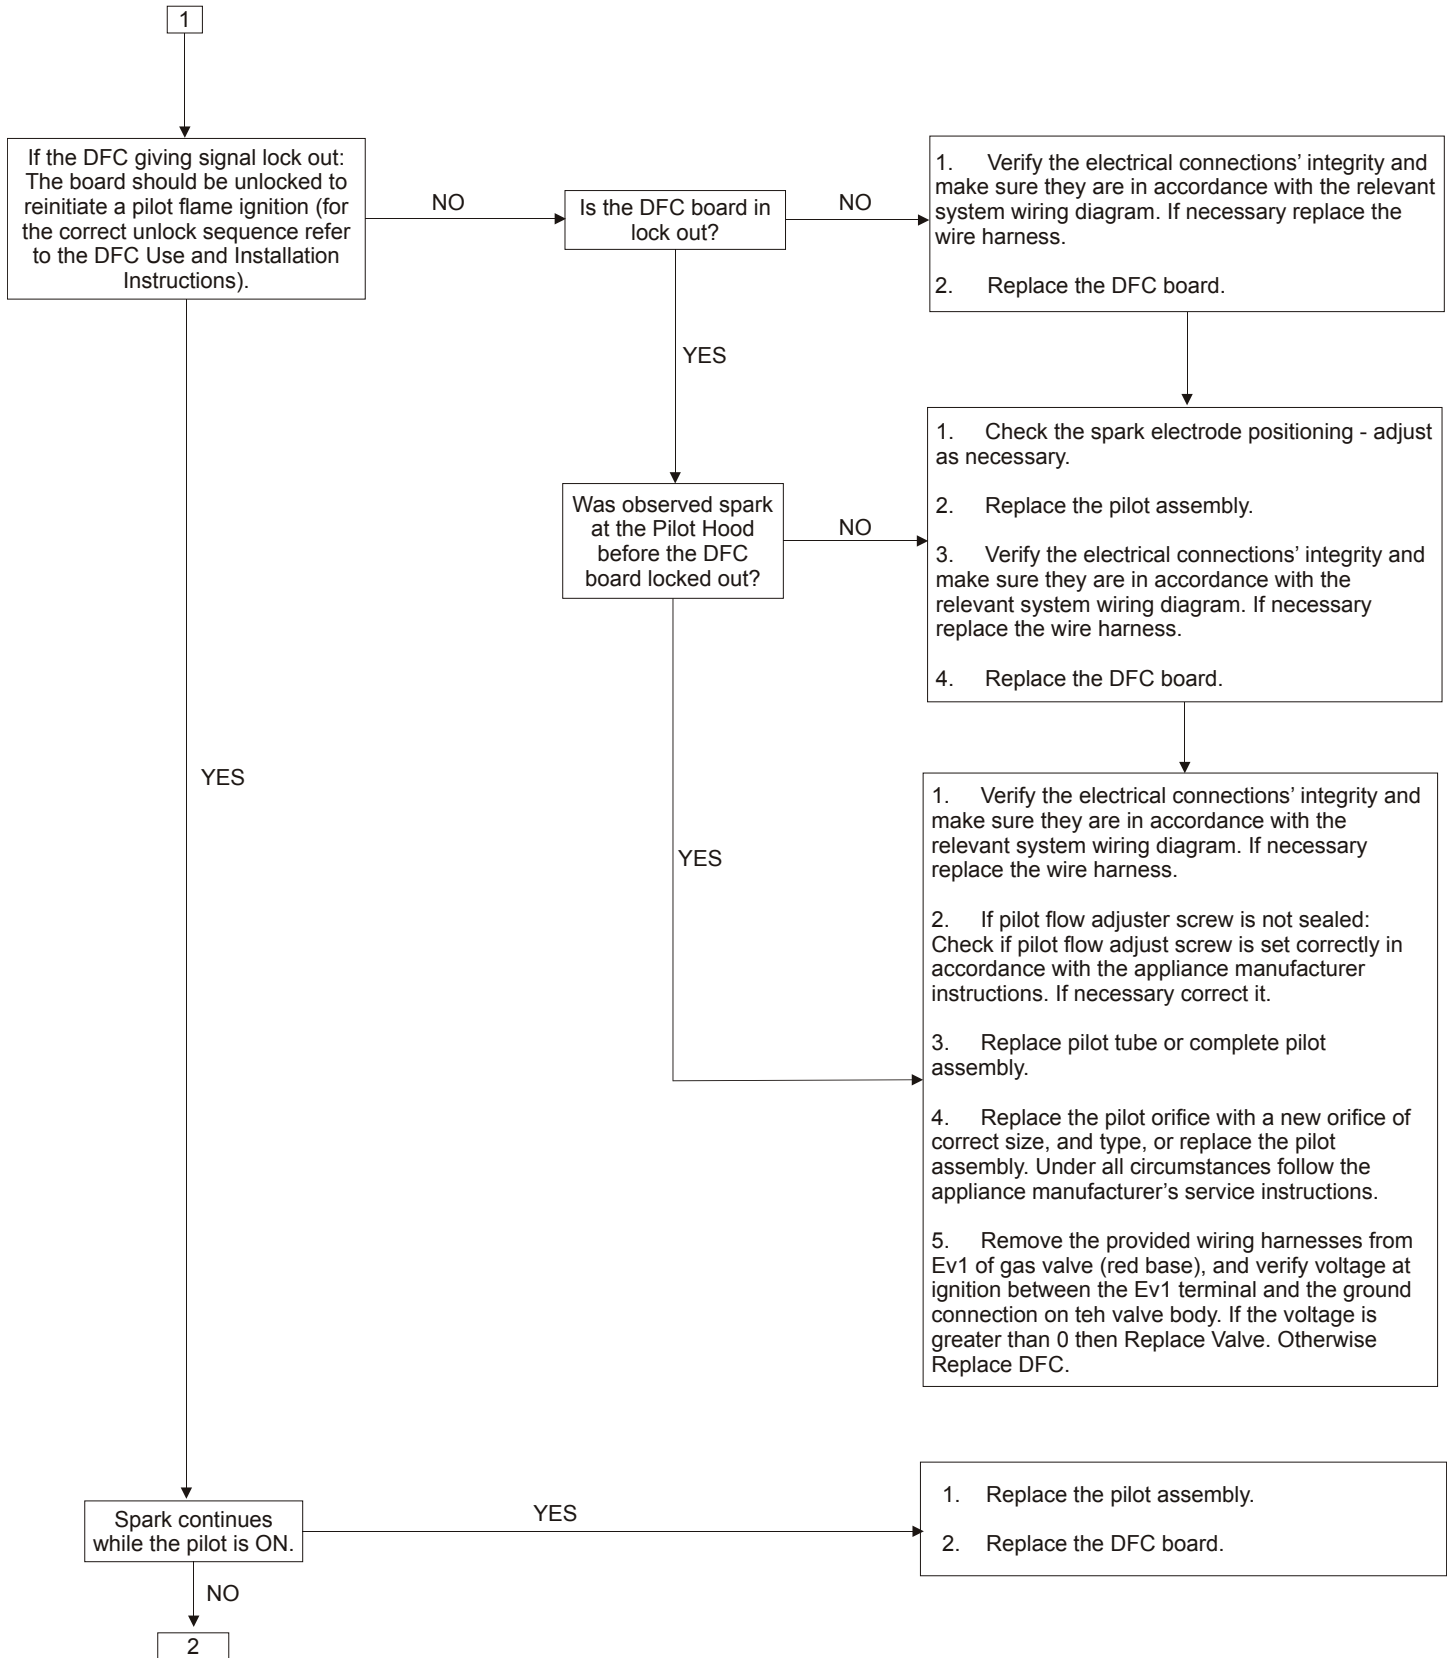 1
If the DFC giving signal lock out:
The board should be unlocked to
reinitiate a pilot flame ignition (for
the correct unlock sequence refer
to the DFC Use and Installation
Instructions).
NO
Is the DFC board in
lock out?
NO
1. Verify the electrical connections’ integrity and
make sure they are in accordance with the relevant
system wiring diagram. If necessary replace the
wire harness.
2. Replace the DFC board.
YES
Was observed spark
at the Pilot Hood
before the DFC
board locked out?
NO
1. Check the spark electrode positioning - adjust
as necessary.
2. Replace the pilot assembly.
3. Verify the electrical connections’ integrity and
make sure they are in accordance with the
relevant system wiring diagram. If necessary
replace the wire harness.
4. Replace the DFC board.
YES
YES
1. Verify the electrical connections’ integrity and
make sure they are in accordance with the
relevant system wiring diagram. If necessary
replace the wire harness.
2. If pilot flow adjuster screw is not sealed:
Check if pilot flow adjust screw is set correctly in
accordance with the appliance manufacturer
instructions. If necessary correct it.
3. Replace pilot tube or complete pilot
assembly.
4. Replace the pilot orifice with a new orifice of
correct size, and type, or replace the pilot
assembly. Under all circumstances follow the
appliance manufacturer’s service instructions.
5. Remove the provided wiring harnesses from
Ev1 of gas valve (red base), and verify voltage at
ignition between the Ev1 terminal and the ground
connection on teh valve body. If the voltage is
greater than 0 then Replace Valve. Otherwise
Replace DFC.
Spark continues
while the pilot is ON.
YES
1. Replace the pilot assembly.
2. Replace the DFC board.
NO
2